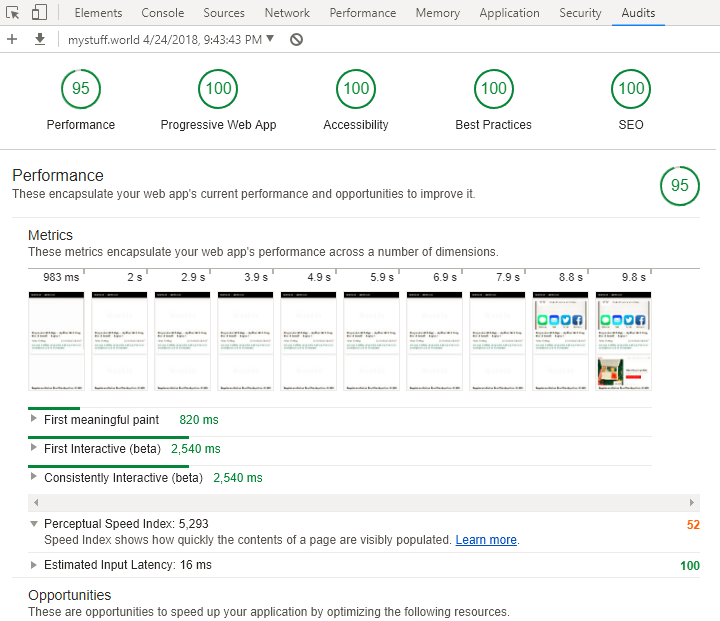 Elements Console Sources Network Performance Memory Application Security Audits
mystuff.world 4/24/2018, 9:43:43 PM
95 100 100 100 100
Performance Progressive Web App Accessibility Best Practices SEO
Performance
These encapsulate your web app's current performance and opportunities to improve it.
95
Metrics
These metrics encapsulate your web app's performance across a number of dimensions.
983 ms 2 s 2.9 s 3.9 s 4.9 s 5.9 s 6.9 s 7.9 s 8.8 s 9.8 s
First meaningful paint 820 ms
First Interactive (beta) 2,540 ms
Consistently Interactive (beta) 2,540 ms
Perceptual Speed Index: 5,293 52
Speed Index shows how quickly the contents of a page are visibly populated. Learn more.
Estimated Input Latency: 16 ms 100
Opportunities
These are opportunities to speed up your application by optimizing the following resources.